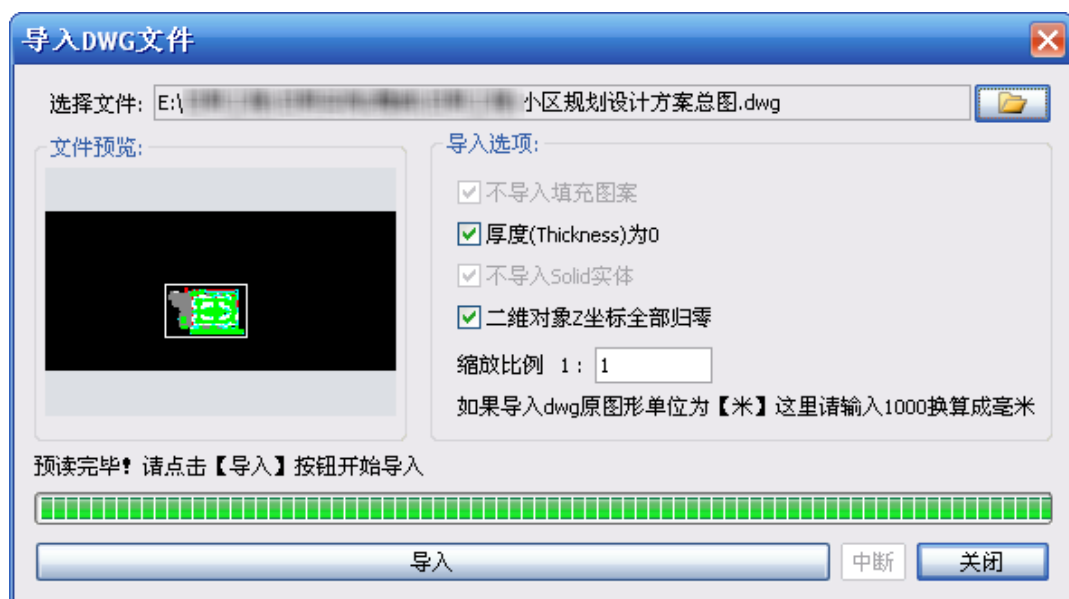 导入DWG文件
选择文件: E:\ 小区规划设计方案总图.dwg
文件预览:
导入选项:
不导入填充图案
厚度(Thickness)为0
不导入Solid实体
二维对象Z坐标全部归零
缩放比例 1: 1
如果导入dwg原图形单位为【米】这里请输入1000换算成毫米
预读完毕! 请点击【导入】按钮开始导入
导入 中断 关闭